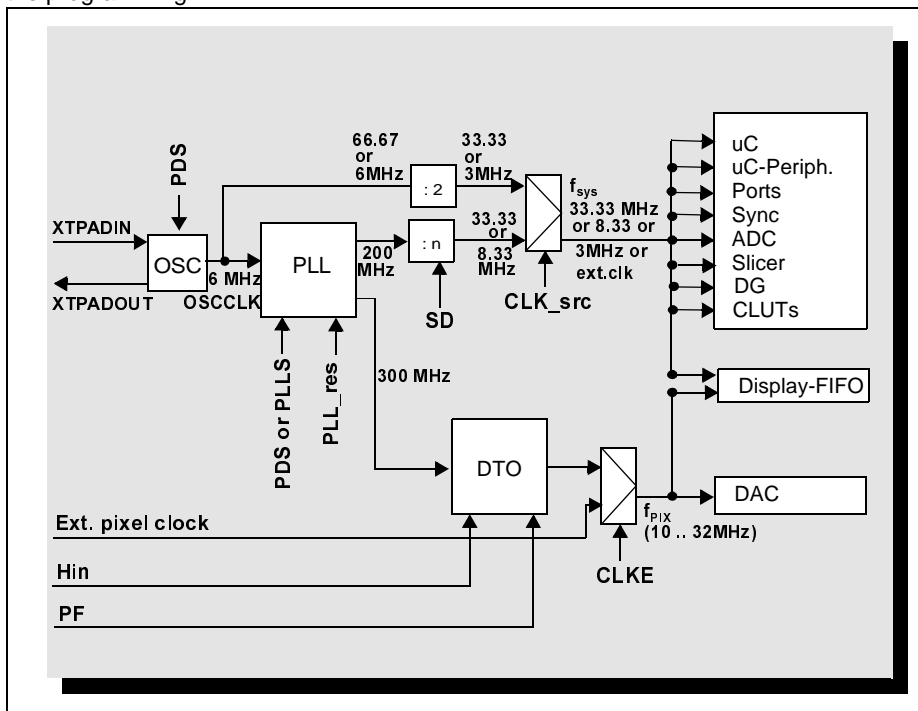 PDS
XTPADIN
OSC
XTPADOUT
6 MHz
OSCCLK
PLL
PDS or PLLS
PLL_res
66.67
or
6MHz
: 2
33.33
or
3MHz
200
MHz
: n
SD
33.33
or
8.33
MHz
CLK_src
fsys
33.33 MHz
or 8.33 or
3MHz or
ext.clk
uC
uC-Periph.
Ports
Sync
ADC
Slicer
DG
CLUTs
Display-FIFO
300 MHz
DTO
DAC
fPIX
(10 .. 32MHz)
CLKE
Ext. pixel clock
Hin
PF